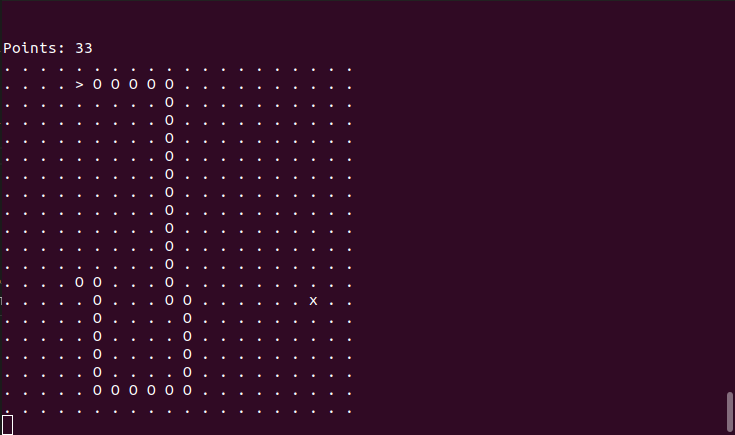 Points: 33
. . . . . . . . . . . . . . . . . . . .
. . . . > O O O O O . . . . . . . . . .
. . . . . . . . . O . . . . . . . . . .
. . . . . . . . . O . . . . . . . . . .
. . . . . . . . . O . . . . . . . . . .
. . . . . . . . . O . . . . . . . . . .
. . . . . . . . . O . . . . . . . . . .
. . . . . . . . . O . . . . . . . . . .
. . . . . . . . . O . . . . . . . . . .
. . . . . . . . . O . . . . . . . . . .
. . . . . . . . . O . . . . . . . . . .
. . . . . . . . . O . . . . . . . . . .
. . . . O O . . . O . . . . . . . . . .
. . . . . O . . . O O . . . . . . x . .
. . . . . O . . . . O . . . . . . . . .
. . . . . O . . . . O . . . . . . . . .
. . . . . O . . . . O . . . . . . . . .
. . . . . O . . . . O . . . . . . . . .
. . . . . O O O O O O . . . . . . . . .
. . . . . . . . . . . . . . . . . . . .